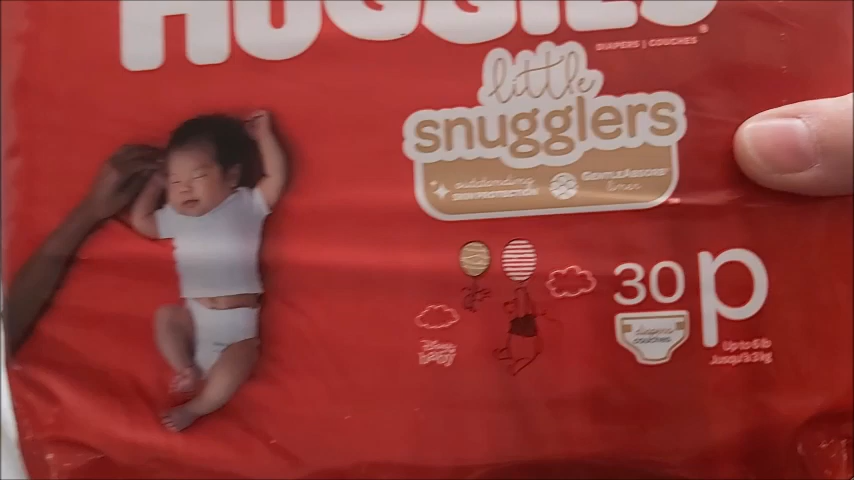 HUGGIES
DIAPERS | COUCHES
little
snugglers
outstanding
SKIN PROTECTION
GENTLEABSORB®
liner
30
diapers
couches
p
Up to 6 lb
Jusqu'à 3 kg
Disney
baby